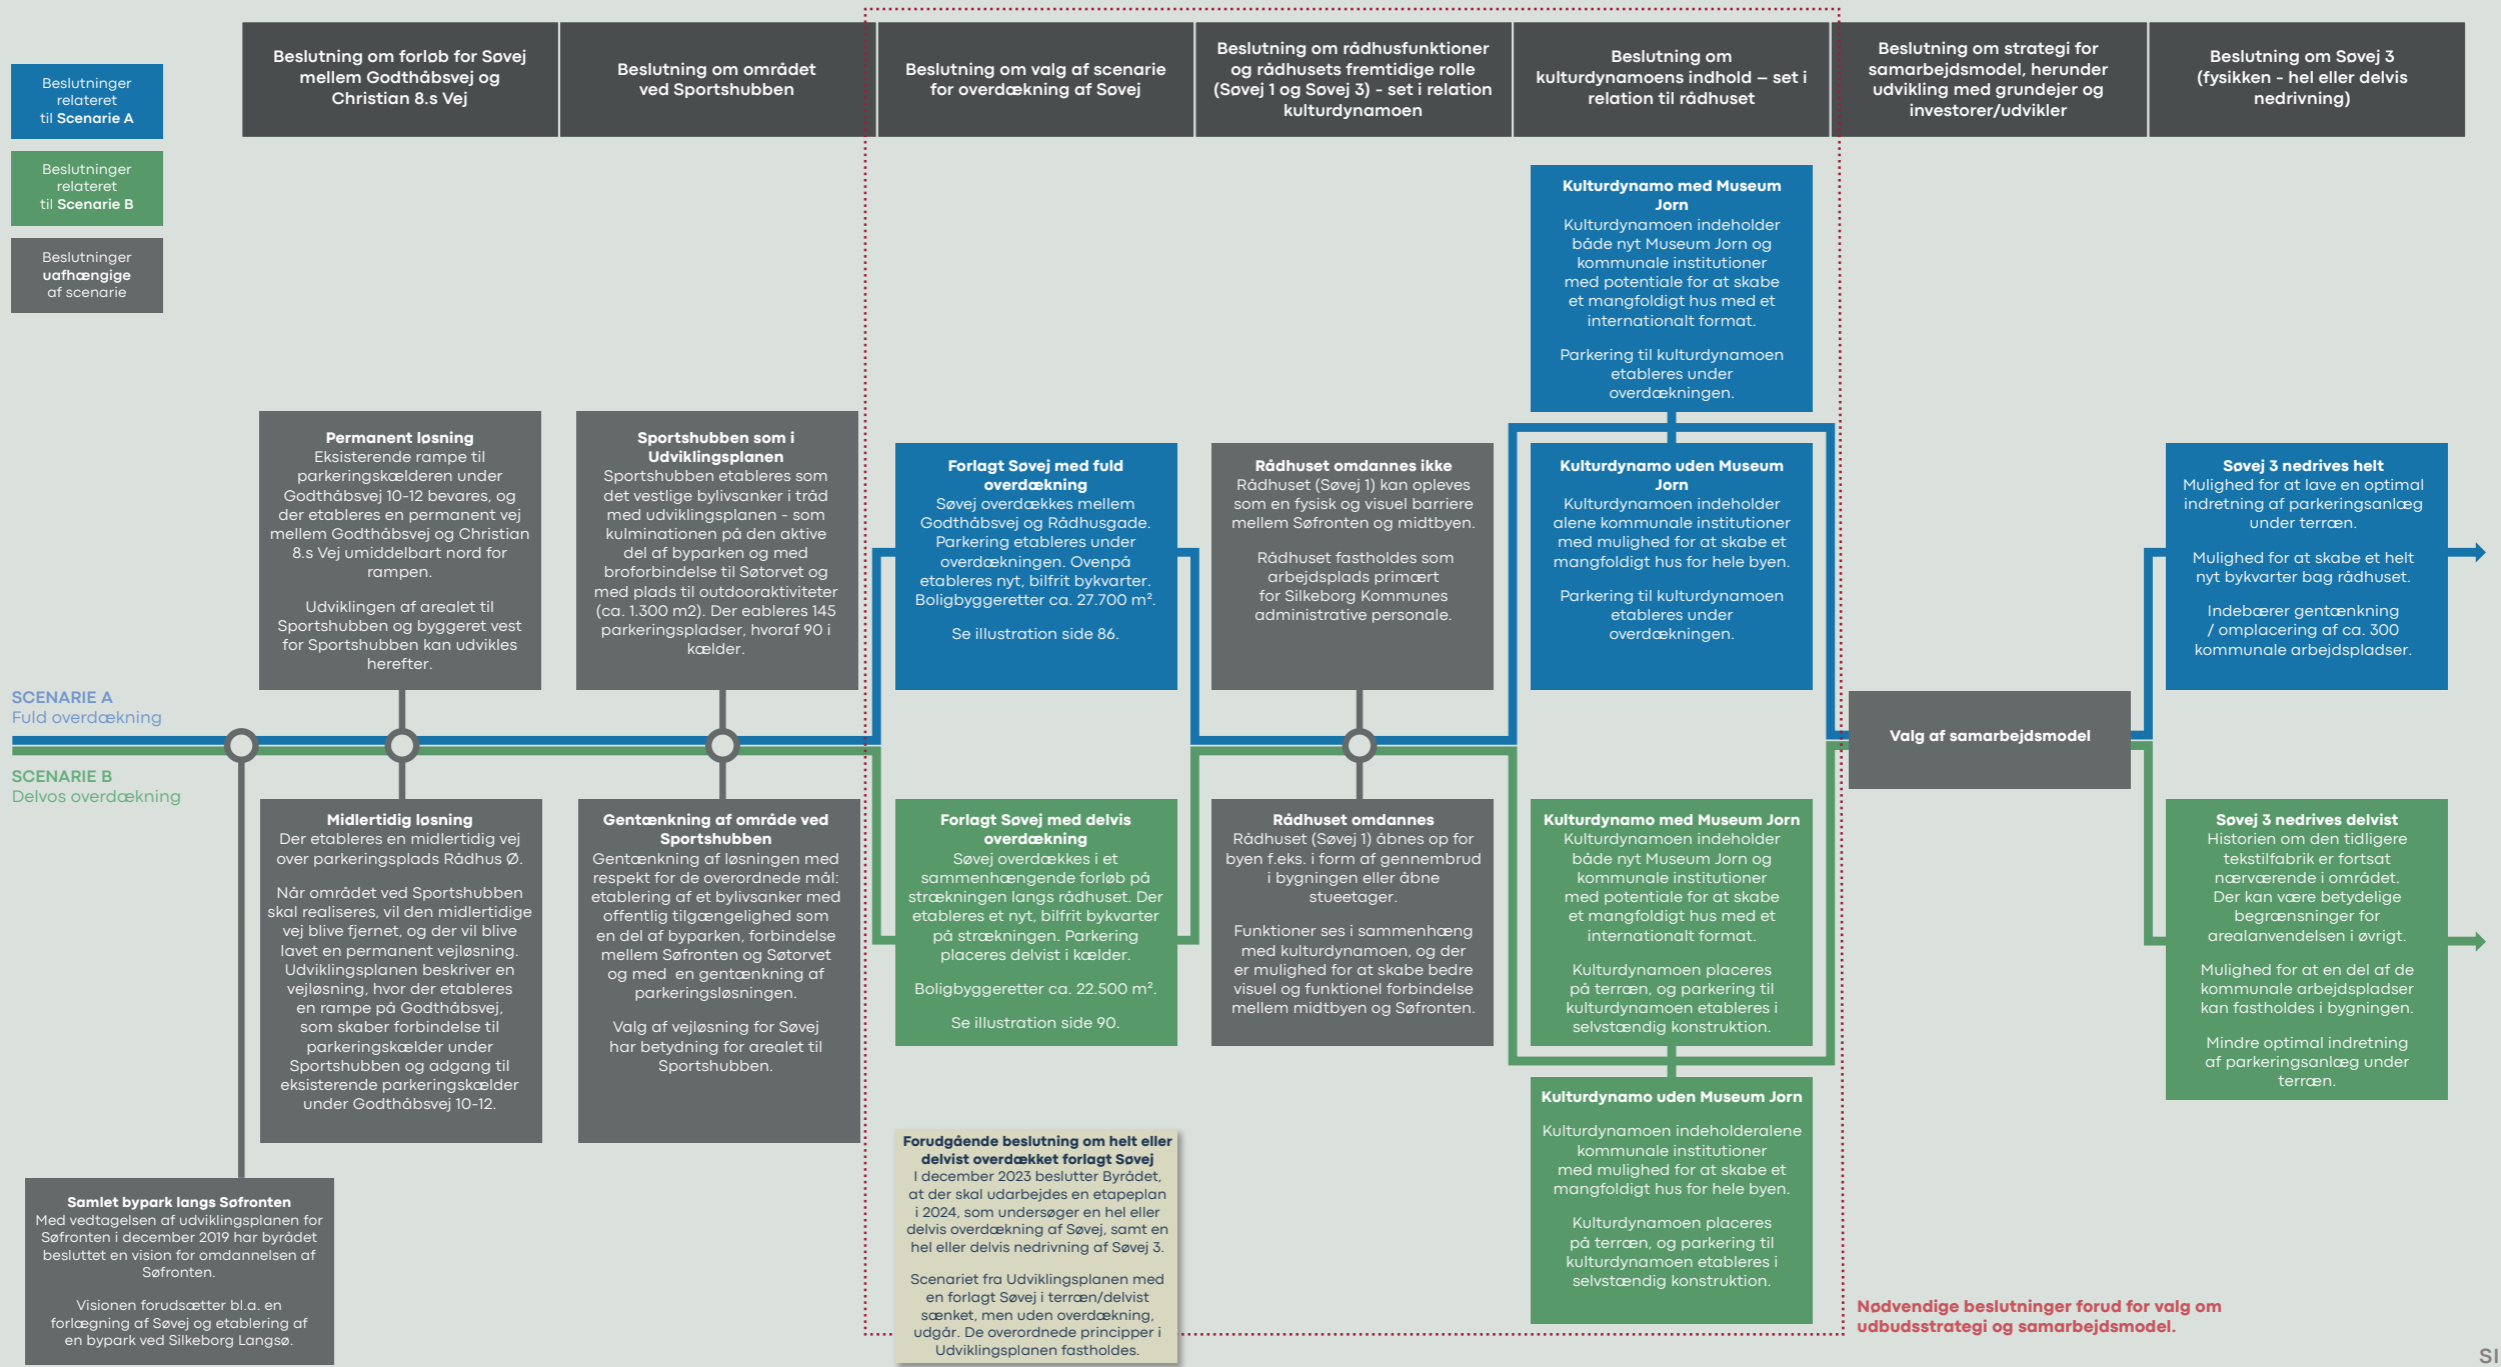 Beslutning om forløb for Søvej
mellem Godthåbsvej og
Christian 8.s Vej
Beslutning om området
ved Sportshubben
Beslutning om valg af scenarie
for overdækning af Søvej
Beslutning om rådhusfunktioner
og rådhusets fremtidige rolle
(Søvej 1 og Søvej 3) - set i relation
kulturdynamoen
Beslutning om
kulturdynamoens indhold – set i
relation til rådhuset
Beslutning om strategi for
samarbejdsmodel, herunder
udvikling med grundejer og
investorer/udvikler
Beslutning om Søvej 3
(fysikken - hel eller delvis
nedrivning)
Beslutninger
relateret
til Scenarie A
Beslutninger
relateret
til Scenarie B
Beslutninger
uafhængige
af scenarie
SCENARIE A
Fuld overdækning
SCENARIE B
Delvos overdækning
Samlet bypark langs Søfronten
Med vedtagelsen af udviklingsplanen for
Søfronten i december 2019 har byrådet
besluttet en vision for omdannelsen af
Søfronten.
Visionen forudsætter bl.a. en
forlægning af Søvej og etablering af
en bypark ved Silkeborg Langsø.
Permanent løsning
Eksisterende rampe til
parkeringskælderen under
Godthåbsvej 10-12 bevares, og
der etableres en permanent vej
mellem Godthåbsvej og Christian
8.s Vej umiddelbart nord for
rampen.
Udviklingen af arealet til
Sportshubben og byggeret vest
for Sportshubben kan udvikles
herefter.
Midlertidig løsning
Der etableres en midlertidig vej
over parkeringsplads Rådhus Ø.
Når området ved Sportshubben
skal realiseres, vil den midlertidige
vej blive fjernet, og der vil blive
lavet en permanent vejløsning.
Udviklingsplanen beskriver en
vejløsning, hvor der etableres
en rampe på Godthåbsvej,
som skaber forbindelse til
parkeringskælder under
Sportshubben og adgang til
eksisterende parkeringskælder
under Godthåbsvej 10-12.
Sportshubben som i
Udviklingsplanen
Sportshubben etableres som
det vestlige bylivsanker i tråd
med udviklingsplanen - som
kulminationen på den aktive
del af byparken og med
broforbindelse til Søtorvet og
med plads til outdooraktiviteter
(ca. 1.300 m2). Der eableres 145
parkeringspladser, hvoraf 90 i
kælder.
Gentænkning af område ved
Sportshubben
Gentænkning af løsningen med
respekt for de overordnede mål:
etablering af et bylivsanker med
offentlig tilgængelighed som
en del af byparken, forbindelse
mellem Søfronten og Søtorvet
og med en gentænkning af
parkeringsløsningen.
Valg af vejløsning for Søvej
har betydning for arealet til
Sportshubben.
Forlagt Søvej med fuld
overdækning
Søvej overdækkes mellem
Godthåbsvej og Rådhusgade.
Parkering etableres under
overdækningen. Ovenpå
etableres nyt, bilfrit bykvarter.
Boligbyggeretter ca. 27.700 m².
Se illustration side 86.
Forlagt Søvej med delvis
overdækning
Søvej overdækkes i et
sammenhængende forløb på
strækningen langs rådhuset. Der
etableres et nyt, bilfrit bykvarter
på strækningen. Parkering
placeres delvist i kælder.
Boligbyggeretter ca. 22.500 m².
Se illustration side 90.
Forudgående beslutning om helt eller
delvist overdækket forlagt Søvej
I december 2023 beslutter Byrådet,
at der skal udarbejdes en etapeplan
i 2024, som undersøger en hel eller
delvis overdækning af Søvej, samt en
hel eller delvis nedrivning af Søvej 3.
Scenariet fra Udviklingsplanen med
en forlagt Søvej i terræn/delvist
sænket, men uden overdækning,
udgår. De overordnede principper i
Udviklingsplanen fastholdes.
Rådhuset omdannes ikke
Rådhuset (Søvej 1) kan opleves
som en fysisk og visuel barriere
mellem Søfronten og midtbyen.
Rådhuset fastholdes som
arbejdsplads primært
for Silkeborg Kommunes
administrative personale.
Rådhuset omdannes
Rådhuset (Søvej 1) åbnes op for
byen f.eks. i form af gennembrud
i bygningen eller åbne
stueetager.
Funktioner ses i sammenhæng
med kulturdynamoen, og der
er mulighed for at skabe bedre
visuel og funktionel forbindelse
mellem midtbyen og Søfronten.
Kulturdynamo med Museum
Jorn
Kulturdynamoen indeholder
både nyt Museum Jorn og
kommunale institutioner
med potentiale for at skabe
et mangfoldigt hus med et
internationalt format.
Parkering til kulturdynamoen
etableres under
overdækningen.
Kulturdynamo uden Museum
Jorn
Kulturdynamoen indeholder
alene kommunale institutioner
med mulighed for at skabe et
mangfoldigt hus for hele byen.
Parkering til kulturdynamoen
etableres under
overdækningen.
Kulturdynamo med Museum Jorn
Kulturdynamoen indeholder
både nyt Museum Jorn og
kommunale institutioner
med potentiale for at skabe
et mangfoldigt hus med et
internationalt format.
Kulturdynamoen placeres
på terræn, og parkering til
kulturdynamoen etableres i
selvstændig konstruktion.
Kulturdynamo uden Museum Jorn
Kulturdynamoen indeholderalene
kommunale institutioner
med mulighed for at skabe et
mangfoldigt hus for hele byen.
Kulturdynamoen placeres
på terræn, og parkering til
kulturdynamoen etableres i
selvstændig konstruktion.
Valg af samarbejdsmodel
Søvej 3 nedrives helt
Mulighed for at lave en optimal
indretning af parkeringsanlæg
under terræn.
Mulighed for at skabe et helt
nyt bykvarter bag rådhuset.
Indebærer gentænkning
/ omplacering af ca. 300
kommunale arbejdspladser.
Søvej 3 nedrives delvist
Historien om den tidligere
tekstilfabrik er fortsat
nærværende i området.
Der kan være betydelige
begrænsninger for
arealanvendelsen i øvrigt.
Mulighed for at en del af de
kommunale arbejdspladser
kan fastholdes i bygningen.
Mindre optimal indretning
af parkeringsanlæg under
terræn.
Nødvendige beslutninger forud for valg om
udbudsstrategi og samarbejdsmodel.
SI